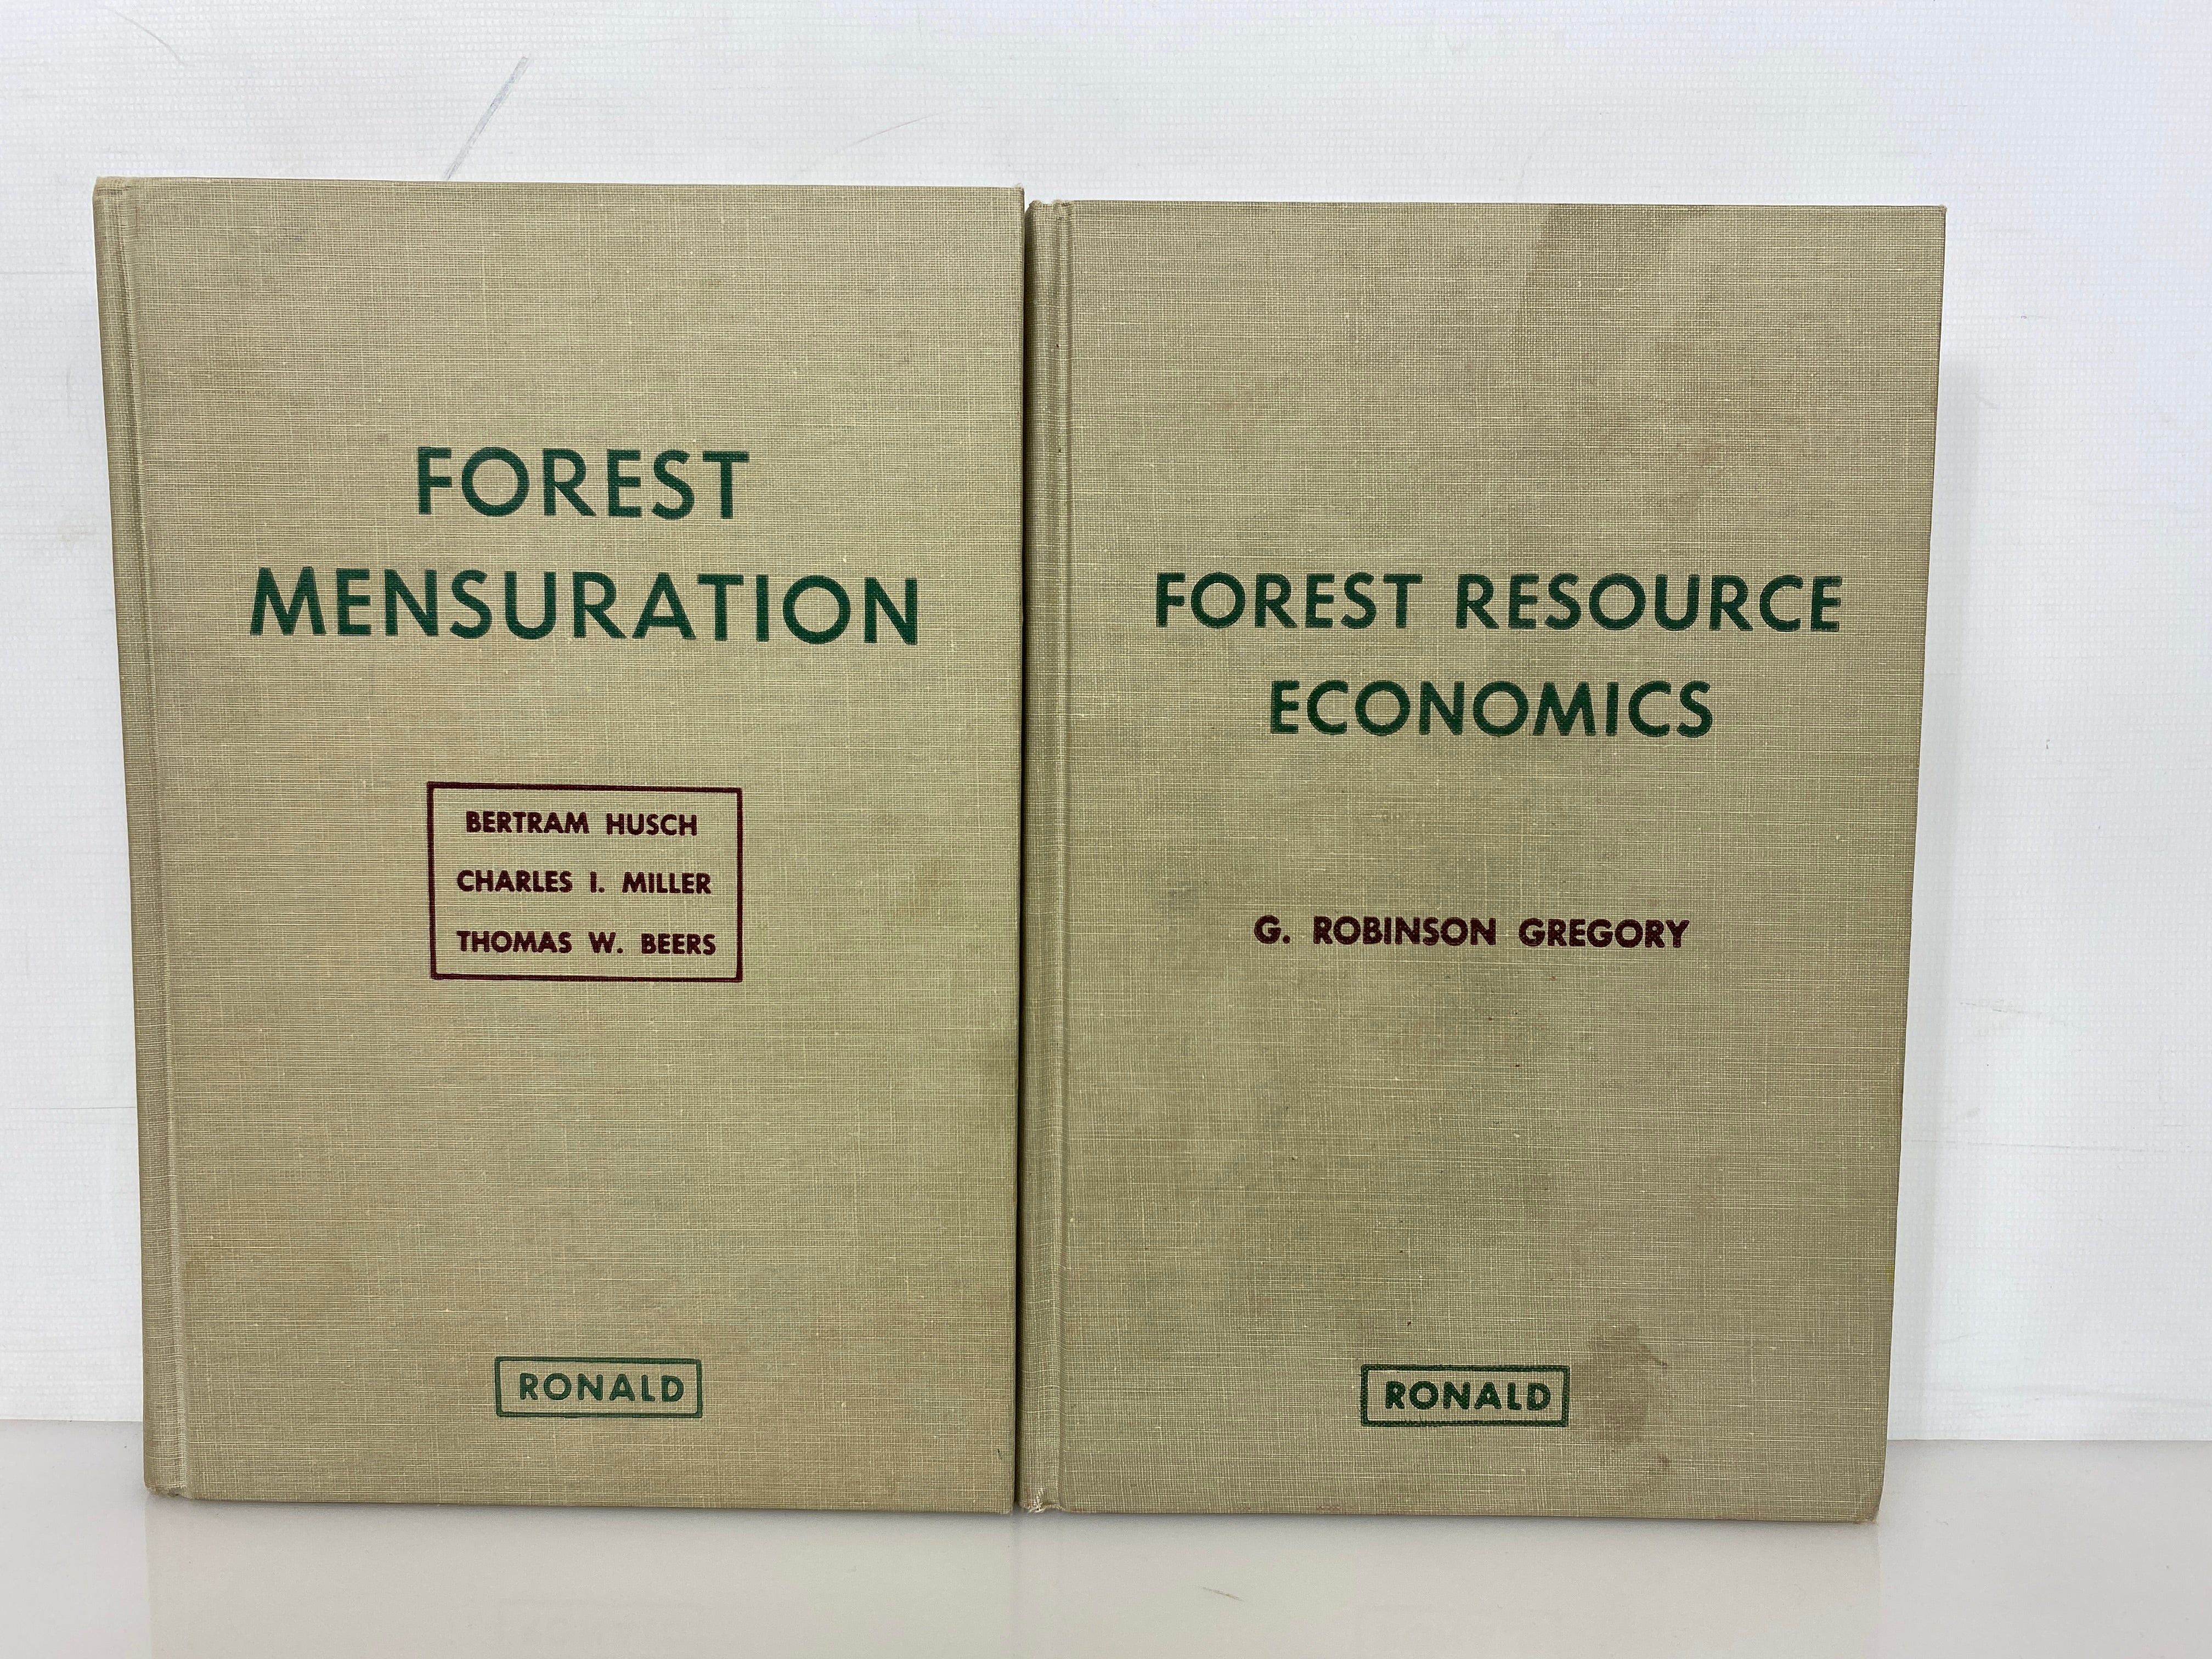 FOREST
MENSURATION
BERTRAM HUSCH
CHARLES I. MILLER
THOMAS W. BEERS
RONALD
FOREST RESOURCE
ECONOMICS
G. ROBINSON GREGORY
RONALD